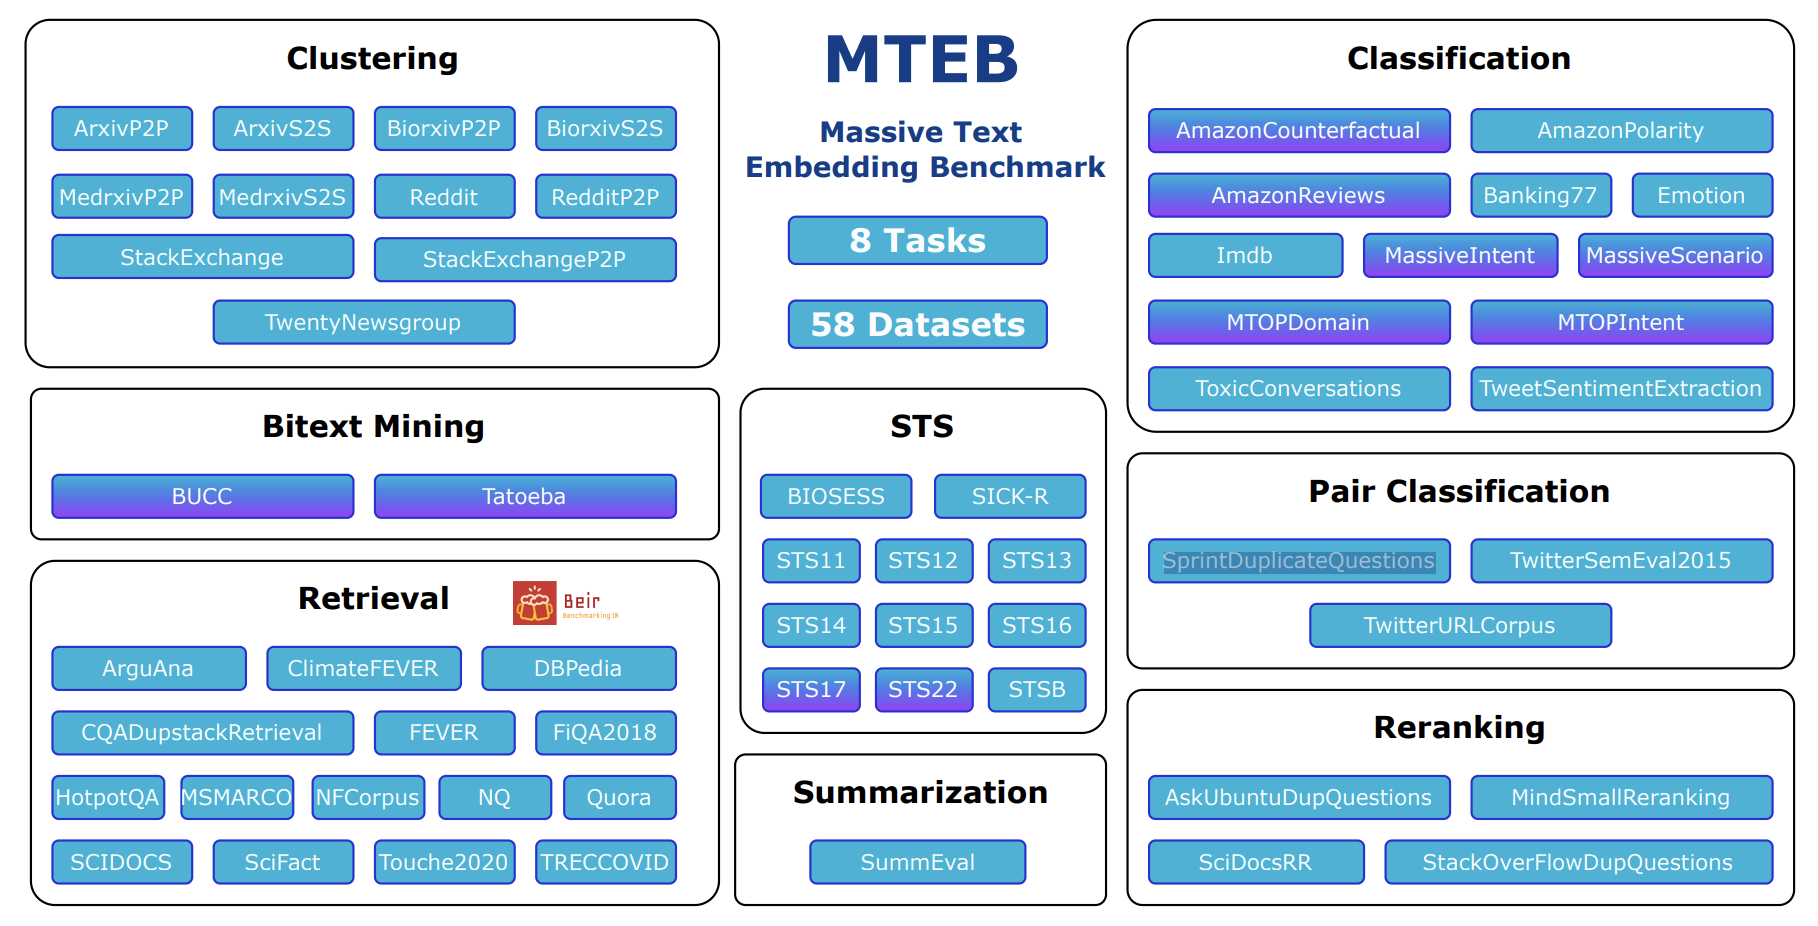 MTEB
Massive Text
Embedding Benchmark
8 Tasks
58 Datasets
Clustering
ArxivP2P ArxivS2S BiorxivP2P BiorxivS2S
MedrxivP2P MedrxivS2S Reddit RedditP2P
StackExchange StackExchangeP2P
TwentyNewsgroup
Bitext Mining
BUCC Tatoeba
Retrieval
Beir
Benchmarking IR
ArguAna ClimateFEVER DBPedia
CQADupstackRetrieval FEVER FiQA2018
HotpotQA MSMARCO NFCorpus NQ Quora
SCIDOCS SciFact Touche2020 TRECCOVID
STS
BIOSESS SICK-R
STS11 STS12 STS13
STS14 STS15 STS16
STS17 STS22 STSB
Summarization
SummEval
Classification
AmazonCounterfactual AmazonPolarity
AmazonReviews Banking77 Emotion
Imdb MassiveIntent MassiveScenario
MTOPDomain MTOPIntent
ToxicConversations TweetSentimentExtraction
Pair Classification
SprintDuplicateQuestions TwitterSemEval2015
TwitterURLCorpus
Reranking
AskUbuntuDupQuestions MindSmallReranking
SciDocsRR StackOverFlowDupQuestions